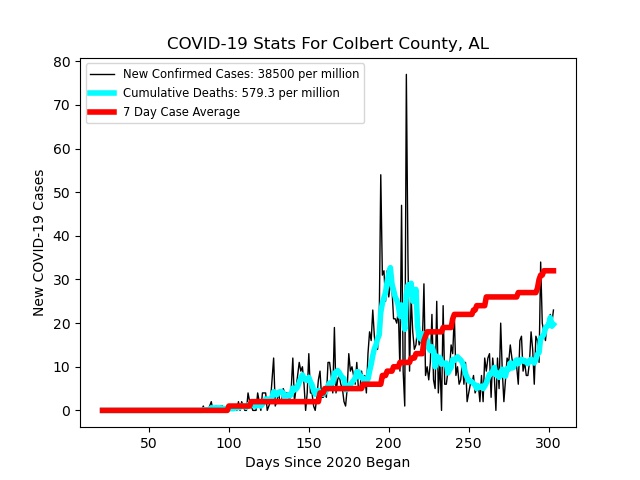 COVID-19 Stats For Colbert County, AL
New Confirmed Cases: 38500 per million
Cumulative Deaths: 579.3 per million
7 Day Case Average
80
70
60
50
40
30
20
10
0
New COVID-19 Cases
50 100 150 200 250 300
Days Since 2020 Began